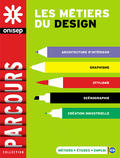 onisep
LES MÉTIERS
DU DESIGN
ARCHITECTURE D'INTÉRIEUR
GRAPHISME
STYLISME
SCÉNOGRAPHIE
CRÉATION INDUSTRIELLE
PARCOURS
COLLECTION
MÉTIERS • ÉTUDES • EMPLOI